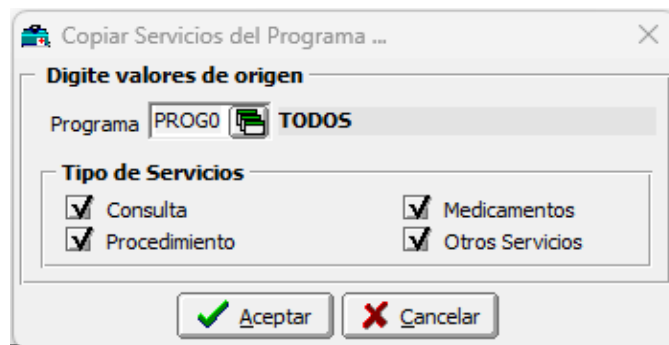 Copiar Servicios del Programa ...
Digite valores de origen
Programa PROG0 TODOS
Tipo de Servicios
Consulta Medicamentos
Procedimiento Otros Servicios
Aceptar Cancelar